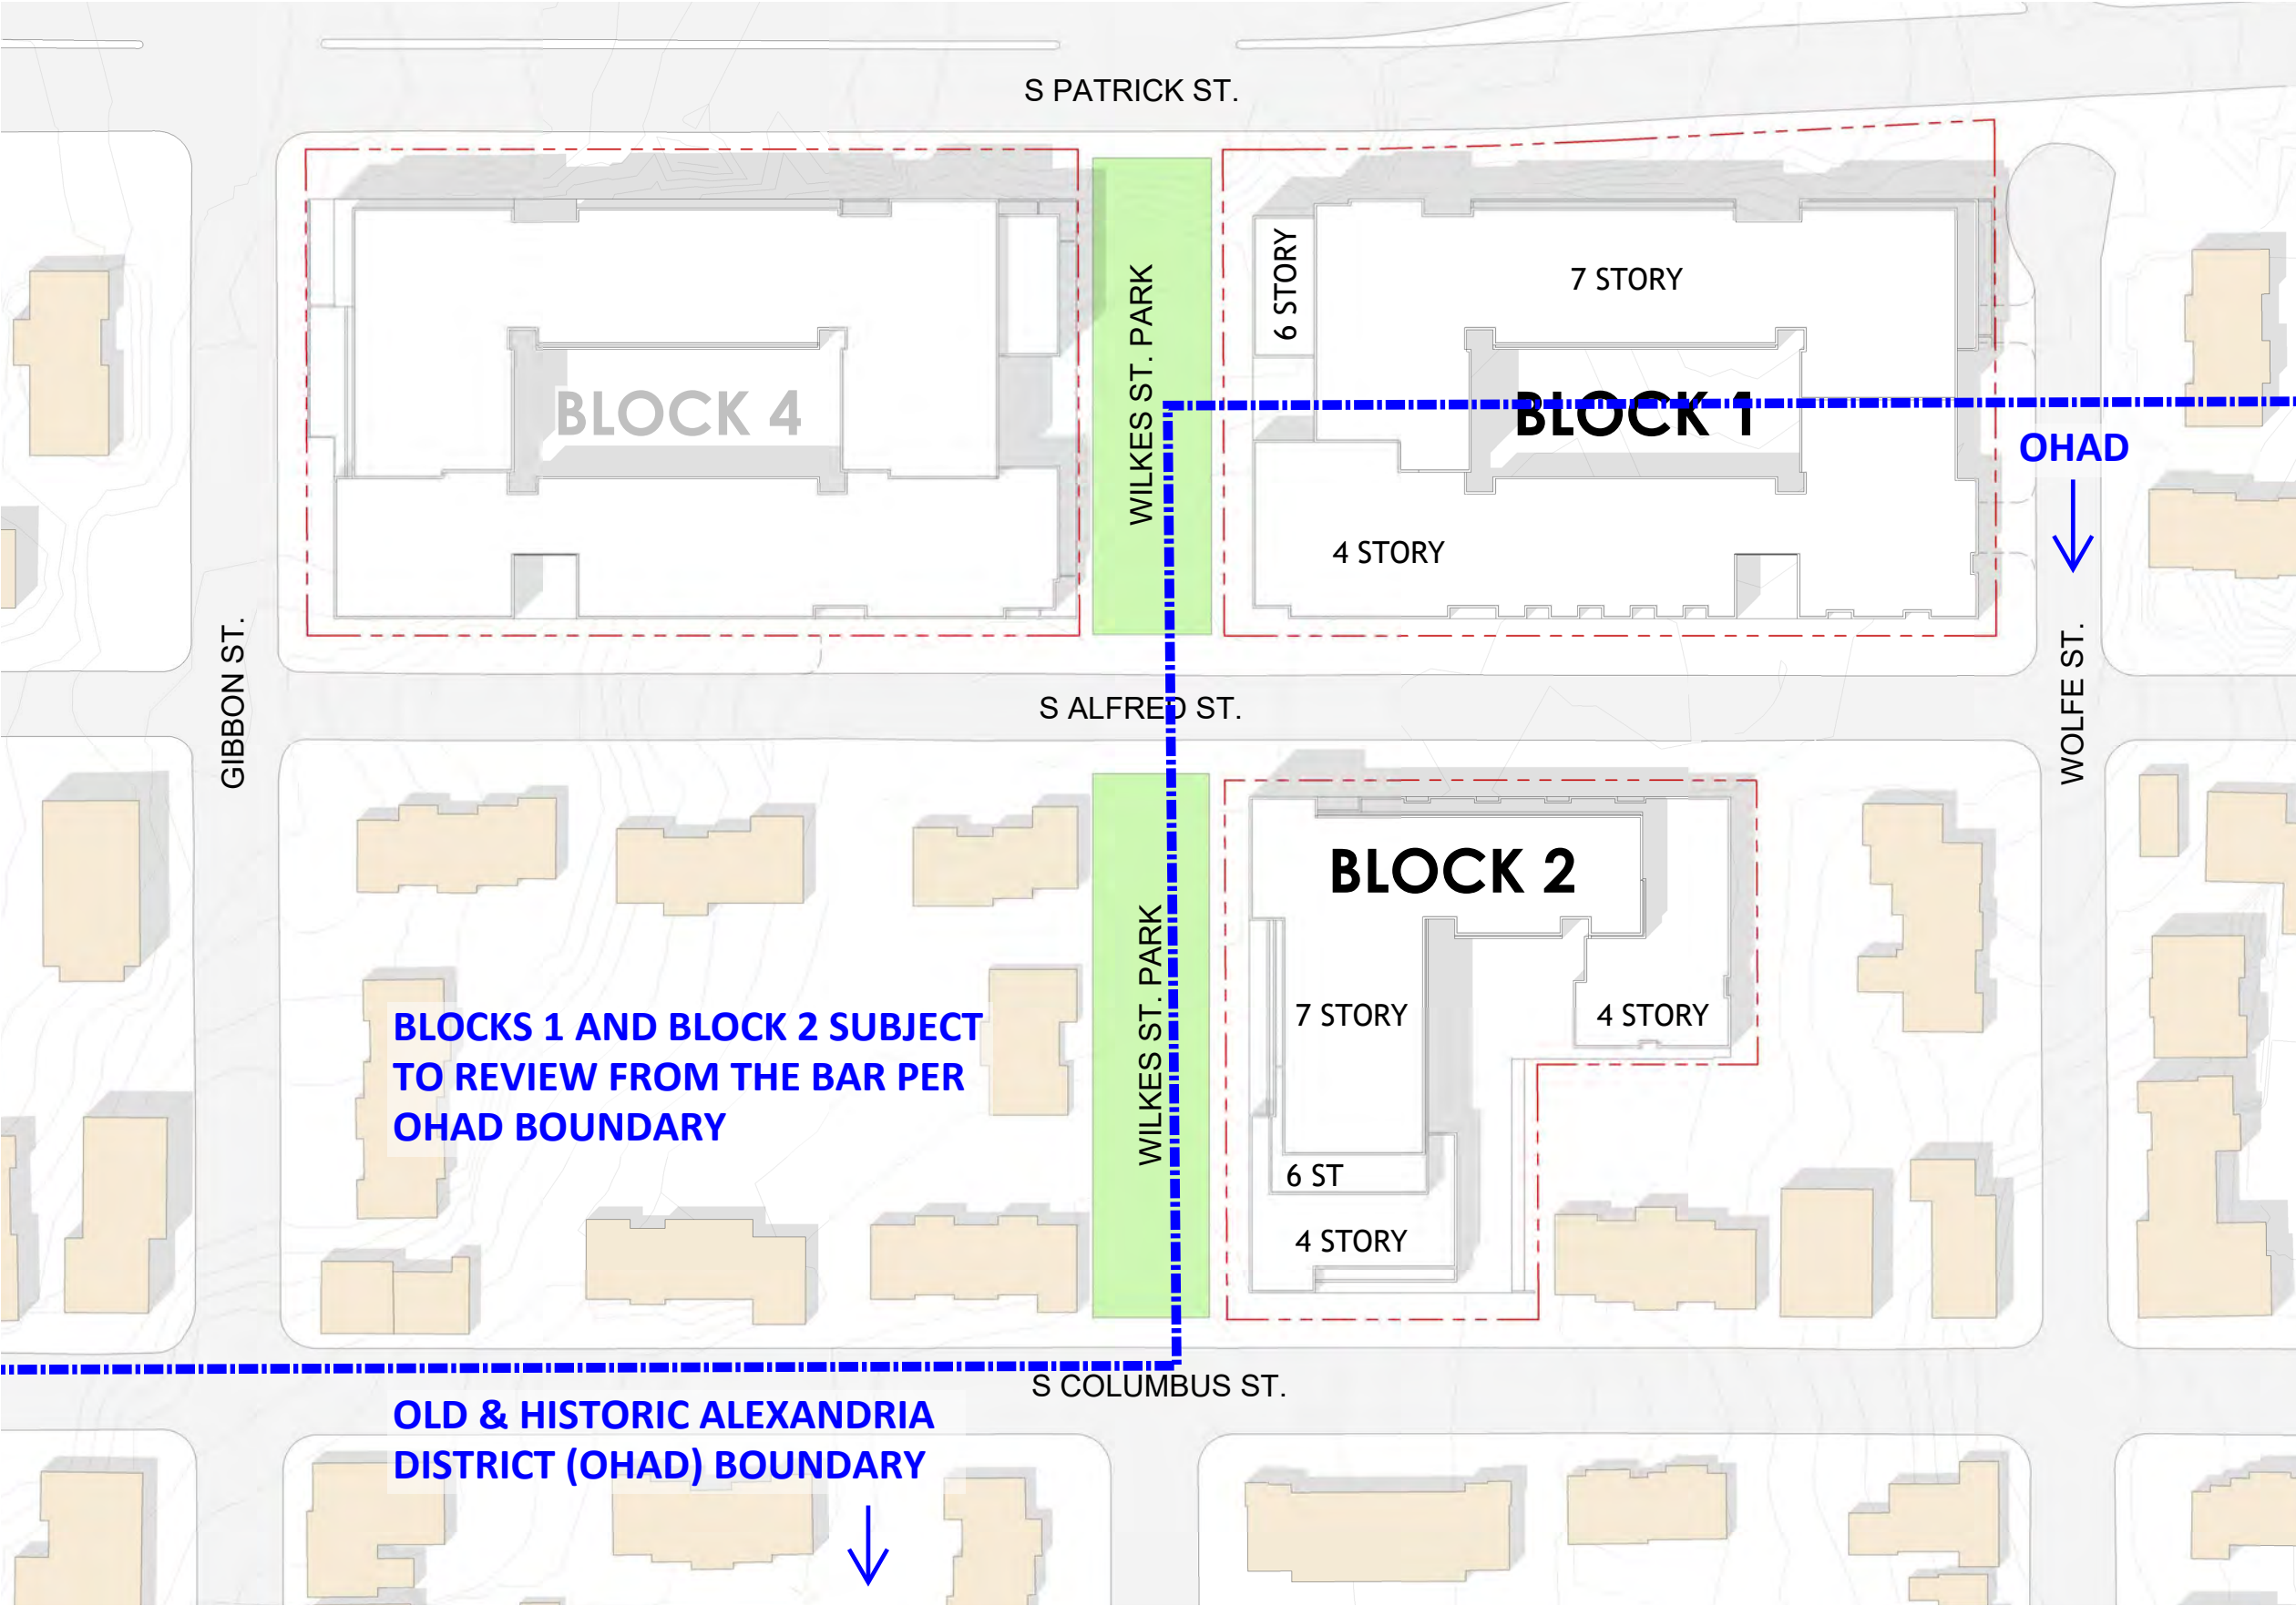 S PATRICK ST.
6 STORY
7 STORY
WILKES ST. PARK
BLOCK 4
BLOCK 1
OHAD
4 STORY
GIBBON ST.
S ALFRED ST.
WOLFE ST.
BLOCK 2
WILKES ST. PARK
7 STORY
4 STORY
BLOCKS 1 AND BLOCK 2 SUBJECT
TO REVIEW FROM THE BAR PER
OHAD BOUNDARY
6 ST
4 STORY
S COLUMBUS ST.
OLD & HISTORIC ALEXANDRIA
DISTRICT (OHAD) BOUNDARY